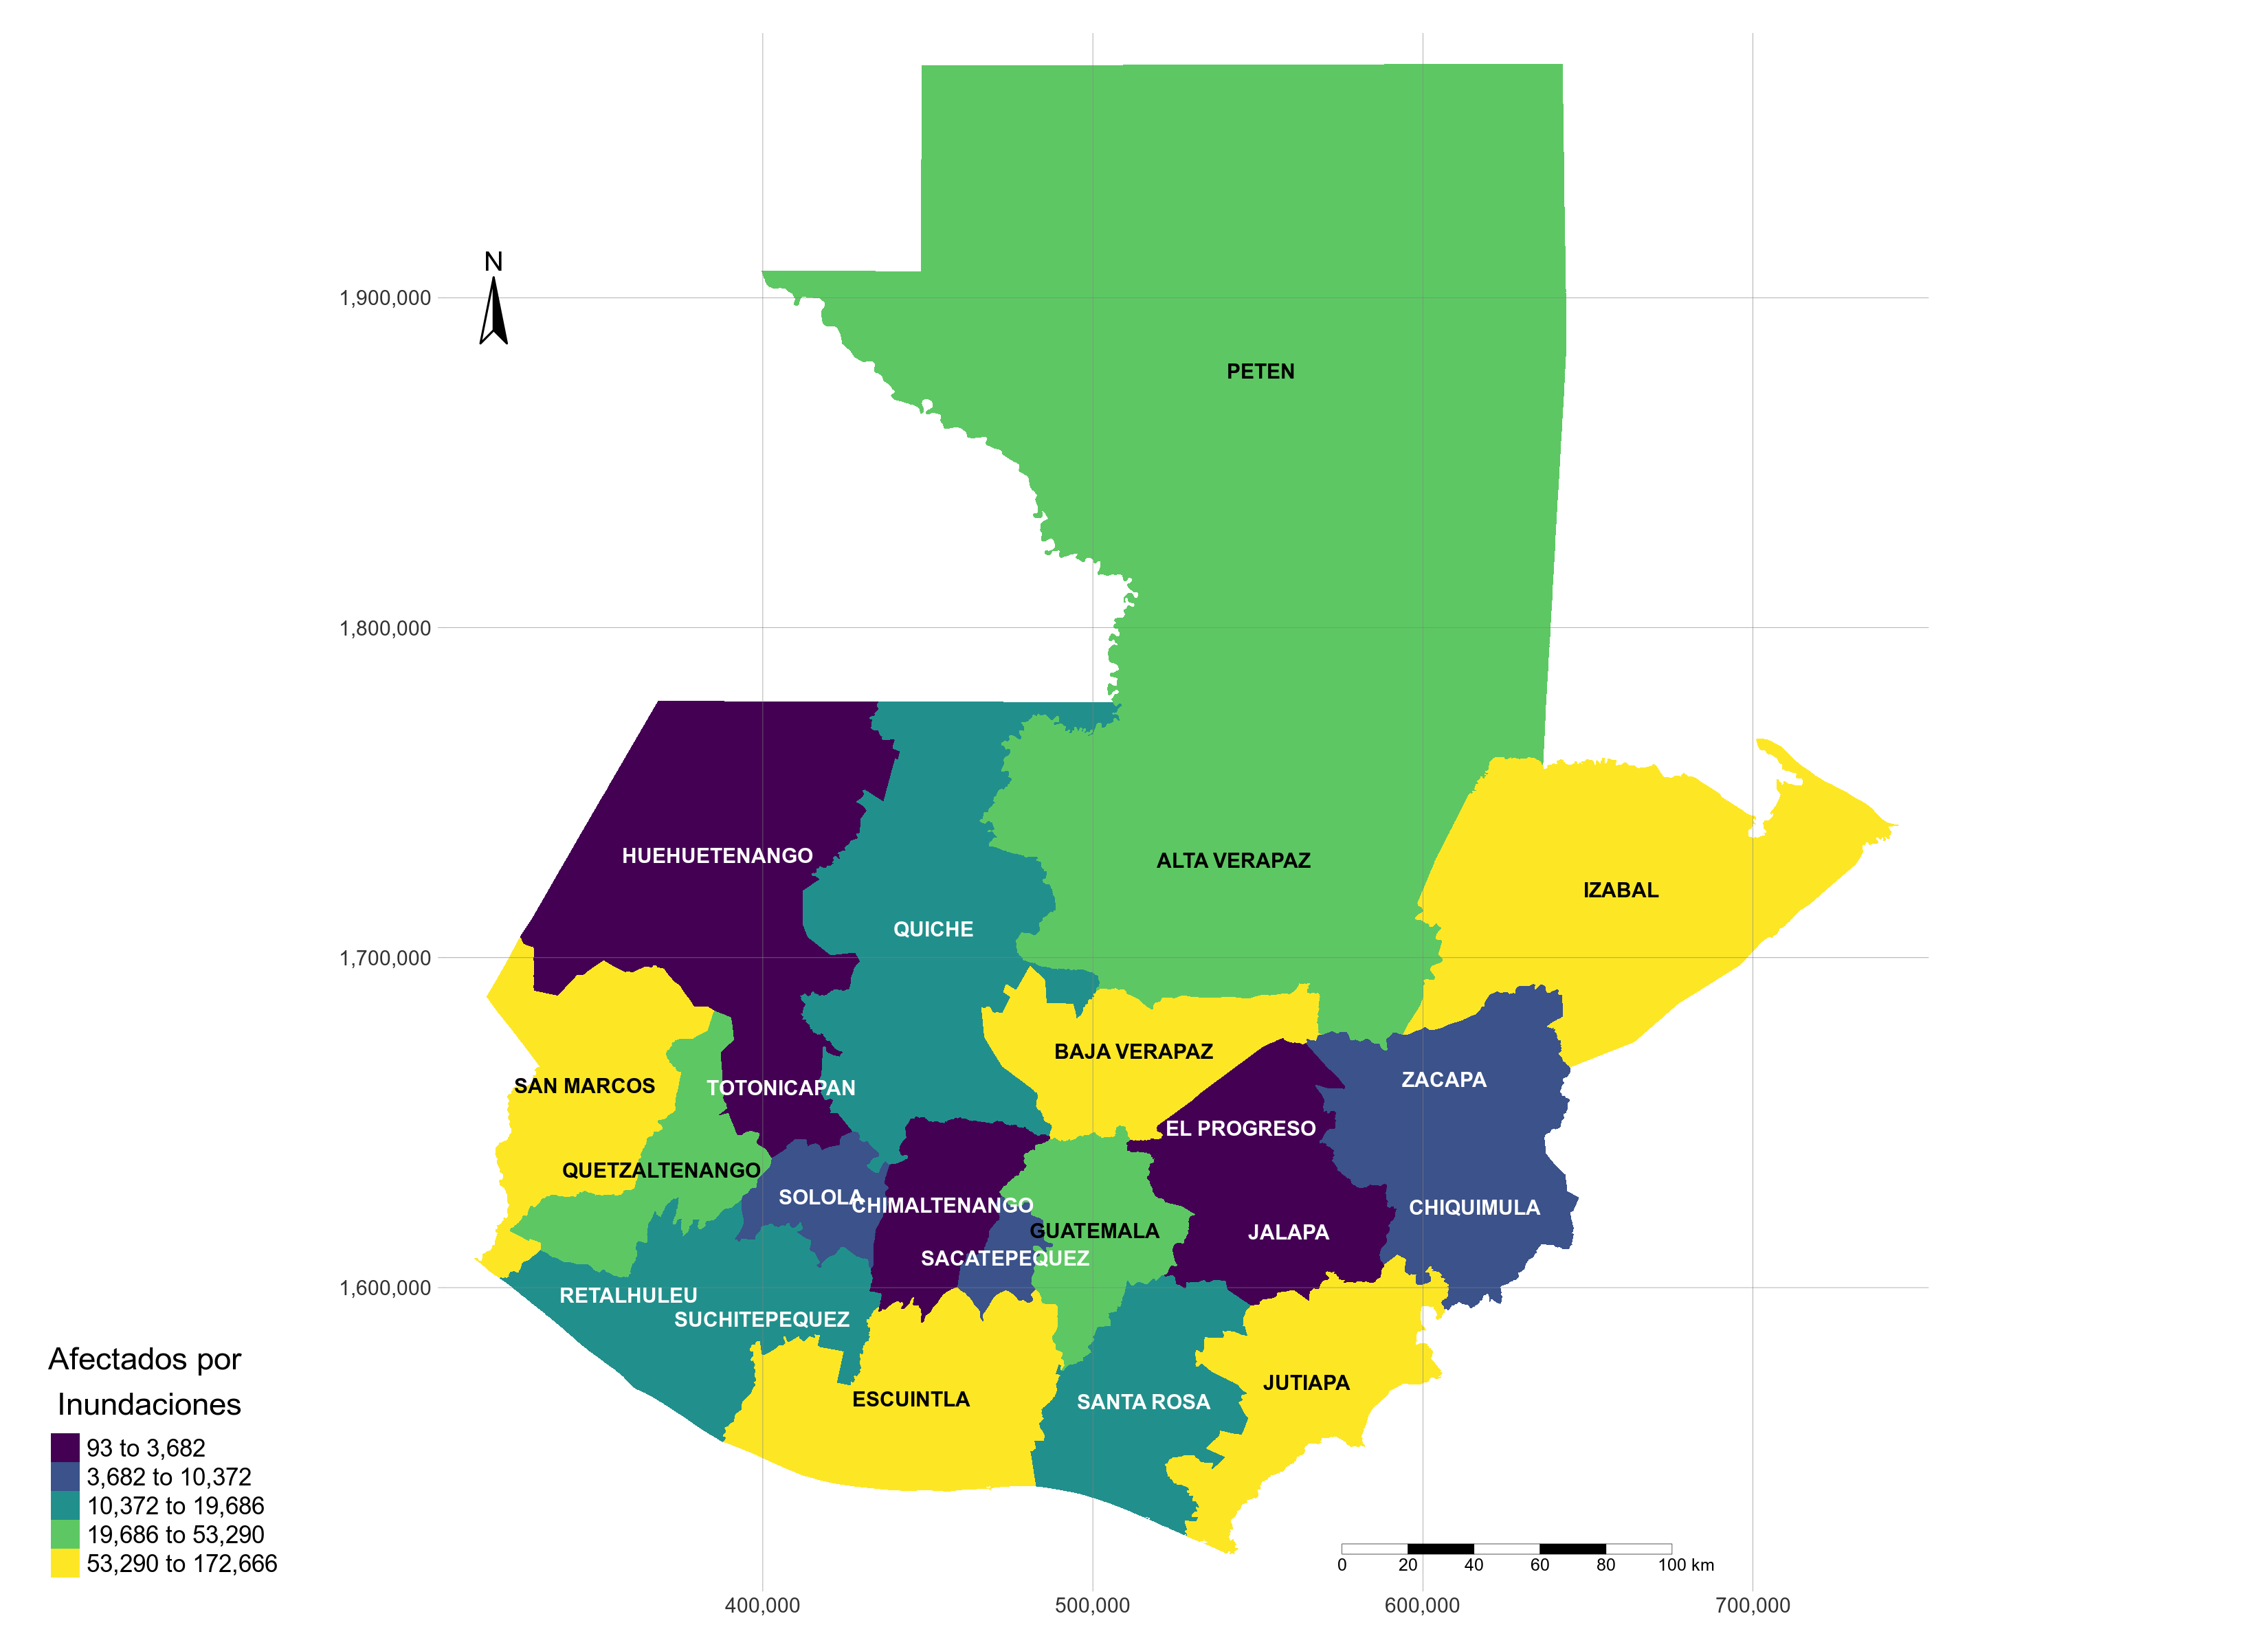 N
1,900,000
1,800,000
1,700,000
1,600,000
PETEN
HUEHUETENANGO
ALTA VERAPAZ
IZABAL
QUICHE
BAJA VERAPAZ
ZACAPA
SAN MARCOS
TOTONICAPAN
EL PROGRESO
QUETZALTENANGO
SOLOLA
CHIMALTENANGO
CHIQUIMULA
GUATEMALA
JALAPA
SACATEPEQUEZ
RETALHULEU
SUCHITEPEQUEZ
JUTIAPA
ESCUINTLA
SANTA ROSA
Afectados por
Inundaciones
93 to 3,682
3,682 to 10,372
10,372 to 19,686
19,686 to 53,290
53,290 to 172,666
0 20 40 60 80 100 km
400,000 500,000 600,000 700,000